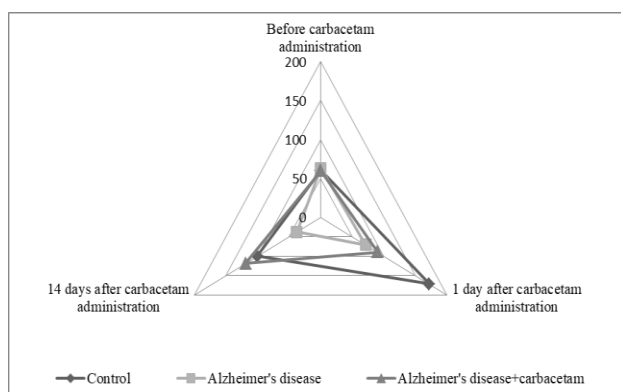 Before carbacetam
administration
200
150
100
50
0
14 days after carbacetam
administration
1 day after carbacetam
administration
Control
Alzheimer's disease
Alzheimer's disease+carbacetam